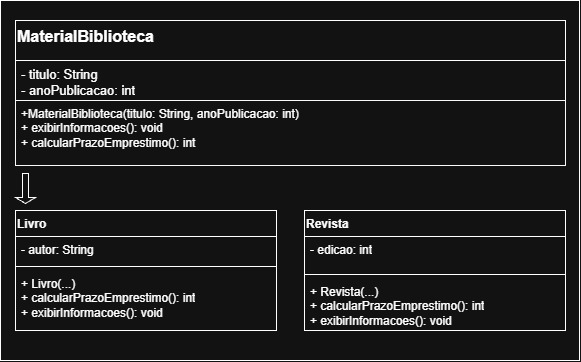 MaterialBiblioteca
- titulo: String
- anoPublicacao: int
+MaterialBiblioteca(titulo: String, anoPublicacao: int)
+ exibirInformacoes(): void
+ calcularPrazoEmprestimo(): int
Livro
- autor: String
+ Livro(...)
+ calcularPrazoEmprestimo(): int
+ exibirInformacoes(): void
Revista
- edicao: int
+ Revista(...)
+ calcularPrazoEmprestimo(): int
+ exibirInformacoes(): void